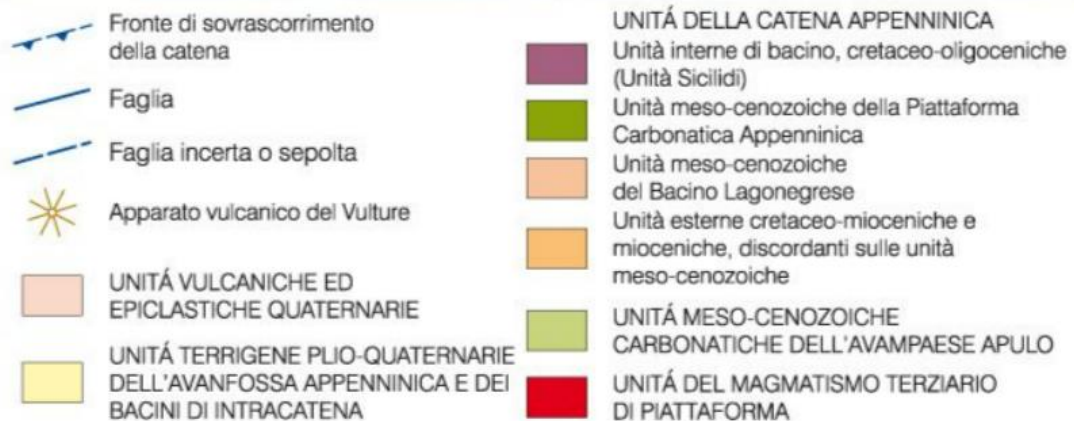 Fronte di sovrascorrimento
della catena
Faglia
Faglia incerta o sepolta
Apparato vulcanico del Vulture
UNITÁ VULCANICHE ED
EPICLASTICHE QUATERNARIE
UNITÁ TERRIGENE PLIO-QUATERNARIE
DELL'AVANFOSSA APPENNINICA E DEI
BACINI DI INTRACATENA
UNITÁ DELLA CATENA APPENNINICA
Unità interne di bacino, cretaceo-oligoceniche
(Unità Sicilidi)
Unità meso-cenozoiche della Piattaforma
Carbonatica Appenninica
Unità meso-cenozoiche
del Bacino Lagonegrese
Unità esterne cretaceo-mioceniche e
mioceniche, discordanti sulle unità
meso-cenozoiche
UNITÁ MESO-CENOZOICHE
CARBONATICHE DELL'AVAMPAESE APULO
UNITÁ DEL MAGMATISMO TERZIARIO
DI PIATTAFORMA